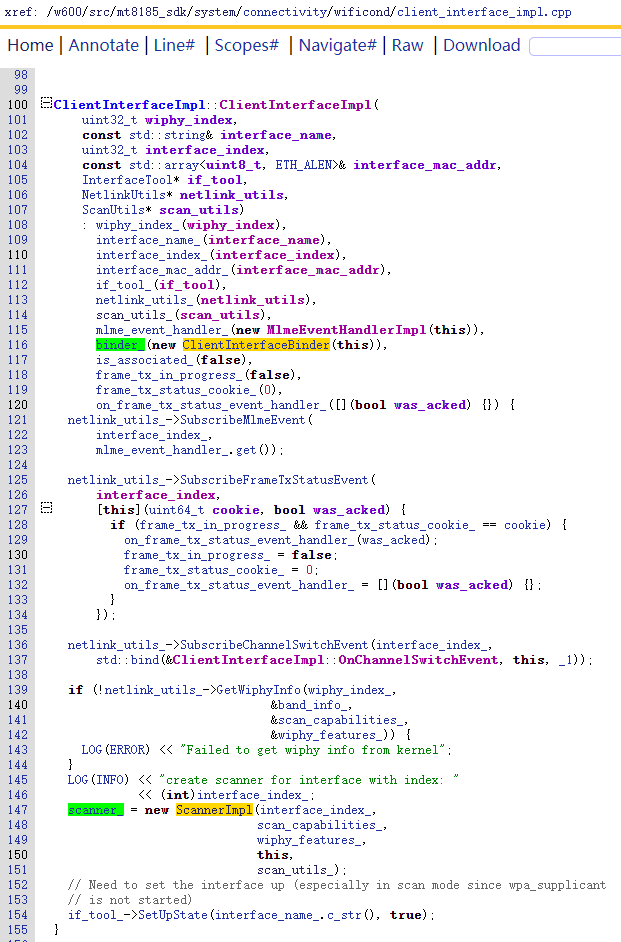 xref: /w600/src/mt8185_sdk/system/connectivity/wificond/client_interface_impl.cpp
Home | Annotate | Line# | Scopes# | Navigate# | Raw | Download
98
99
100 ClientInterfaceImpl::ClientInterfaceImpl(
101 uint32_t wiphy_index,
102 const std::string& interface_name,
103 uint32_t interface_index,
104 const std::array<uint8_t, ETH_ALEN>& interface_mac_addr,
105 InterfaceTool* if_tool,
106 NetlinkUtils* netlink_utils,
107 ScanUtils* scan_utils)
108 : wiphy_index_(wiphy_index),
109 interface_name_(interface_name),
110 interface_index_(interface_index),
111 interface_mac_addr_(interface_mac_addr),
112 if_tool_(if_tool),
113 netlink_utils_(netlink_utils),
114 scan_utils_(scan_utils),
115 mlme_event_handler_(new MlmeEventHandlerImpl(this)),
116 binder_(new ClientInterfaceBinder(this)),
117 is_associated_(false),
118 frame_tx_in_progress_(false),
119 frame_tx_status_cookie_(0),
120 on_frame_tx_status_event_handler_([](bool was_acked) {}) {
121 netlink_utils_->SubscribeMlmeEvent(
122 interface_index_,
123 mlme_event_handler_.get());
124
125 netlink_utils_->SubscribeFrameTxStatusEvent(
126 interface_index,
127 [this](uint64_t cookie, bool was_acked) {
128 if (frame_tx_in_progress_ && frame_tx_status_cookie_ == cookie) {
129 on_frame_tx_status_event_handler_(was_acked);
130 frame_tx_in_progress_ = false;
131 frame_tx_status_cookie_ = 0;
132 on_frame_tx_status_event_handler_ = [](bool was_acked) {};
133 }
134 });
135
136 netlink_utils_->SubscribeChannelSwitchEvent(interface_index_,
137 std::bind(&ClientInterfaceImpl::OnChannelSwitchEvent, this, _1));
138
139 if (!netlink_utils_->GetWiphyInfo(wiphy_index_,
140 &band_info_,
141 &scan_capabilities_,
142 &wiphy_features_)) {
143 LOG(ERROR) << "Failed to get wiphy info from kernel";
144 }
145 LOG(INFO) << "create scanner for interface with index: "
146 << (int)interface_index_;
147 scanner_ = new ScannerImpl(interface_index_,
148 scan_capabilities_,
149 wiphy_features_,
150 this,
151 scan_utils_);
152 // Need to set the interface up (especially in scan mode since wpa_supplicant
153 // is not started)
154 if_tool_->SetUpState(interface_name_.c_str(), true);
155 }